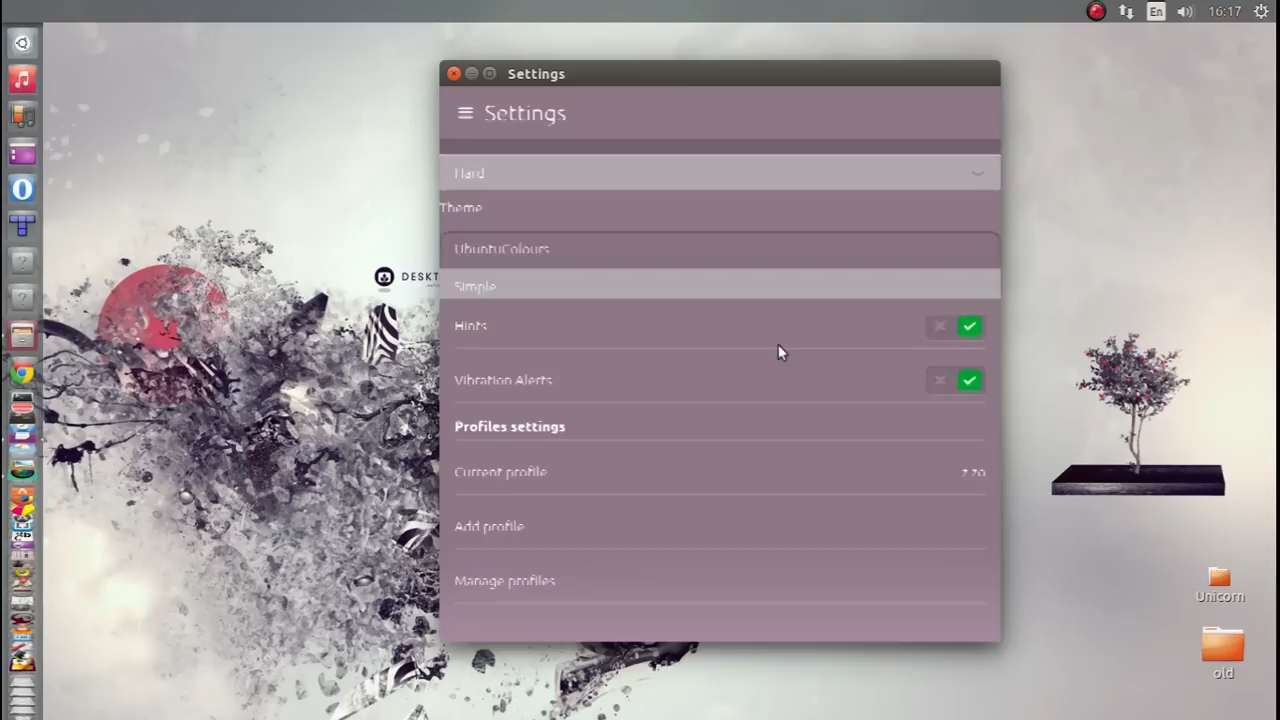 En
16:17
Settings
Settings
Hard
Theme
UbuntuColours
Simple
Hints
Vibration Alerts
Profiles settings
Current profile
Add profile
Manage profiles
DESKT
Unicorn
old